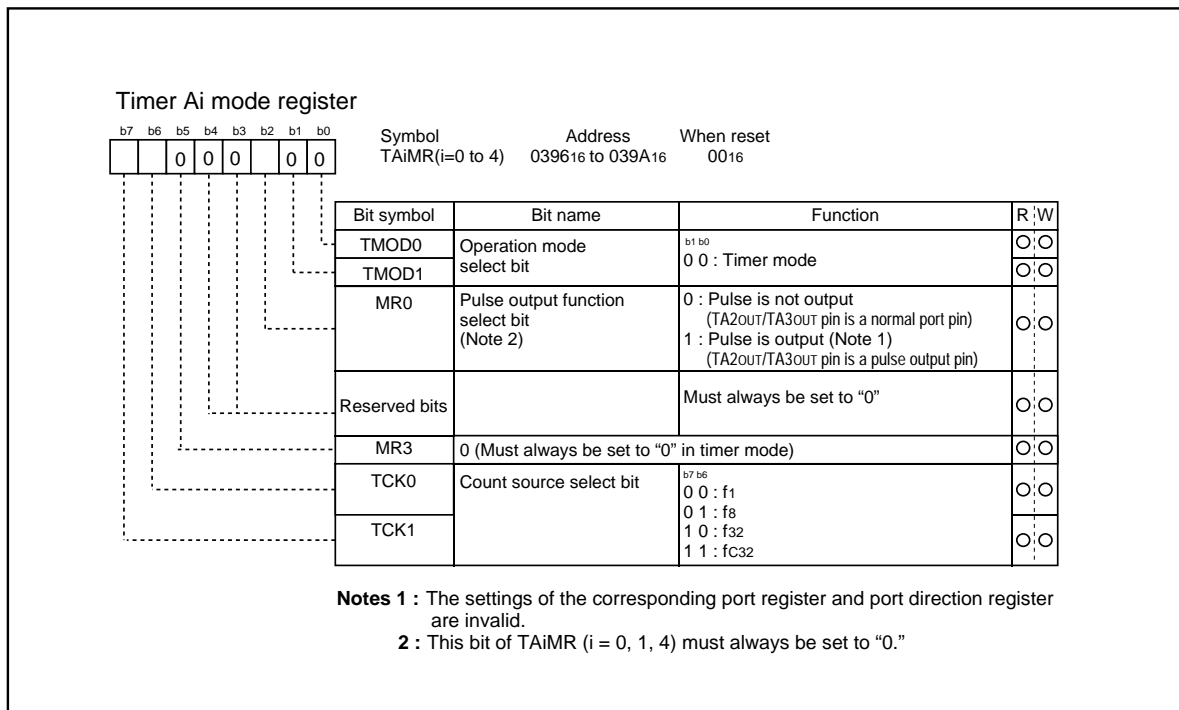 Timer Ai mode register
b7 b6 b5 b4 b3 b2 b1 b0
0 0 0 0 0
Symbol Address When reset
TAiMR(i=0 to 4) 039616 to 039A16 0016
Bit symbol Bit name Function R W
TMOD0 Operation mode select bit b1 b0
0 0 : Timer mode
TMOD1
MR0 Pulse output function select bit (Note 2) 0 : Pulse is not output
(TA2OUT/TA3OUT pin is a normal port pin)
1 : Pulse is output (Note 1)
(TA2OUT/TA3OUT pin is a pulse output pin)
Reserved bits Must always be set to “0”
MR3 0 (Must always be set to “0” in timer mode)
TCK0 Count source select bit b7 b6
0 0 : f1
0 1 : f8
TCK1 1 0 : f32
1 1 : fC32
Notes 1 : The settings of the corresponding port register and port direction register
are invalid.
2 : This bit of TAiMR (i = 0, 1, 4) must always be set to “0.”